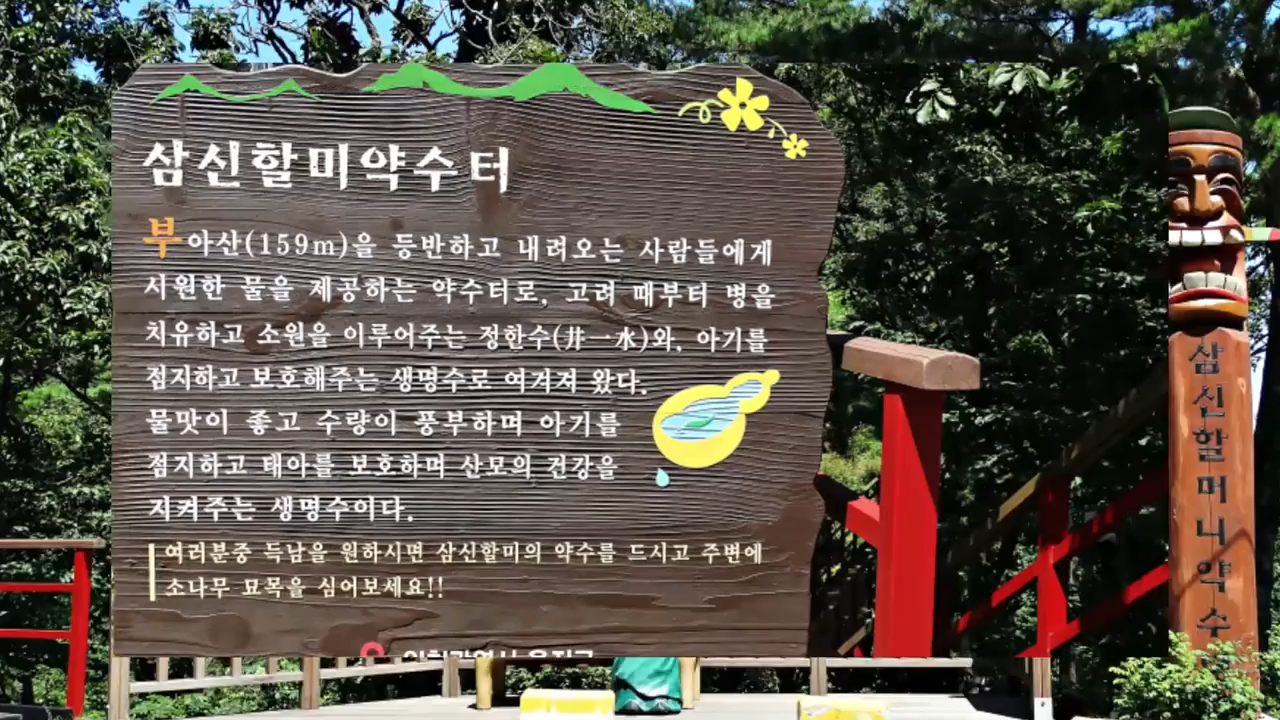 삼신할미약수터
부아산(159m)을 등반하고 내려오는 사람들에게
시원한 물을 제공하는 약수터로, 고려 때부터 병을
치유하고 소원을 이루어주는 정한수(井一水)와, 아기를
점지하고 보호해주는 생명수로 여겨져 왔다.
물맛이 좋고 수량이 풍부하며 아기를
점지하고 태아를 보호하며 산모의 건강을
지켜주는 생명수이다.
여러분중 득남을 원하시면 삼신할미의 약수를 드시고 주변에
소나무 묘목을 심어보세요!!
삼신할머니약수